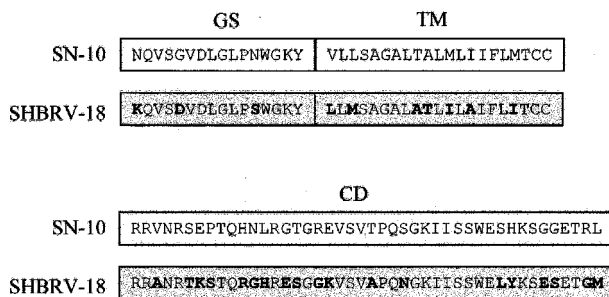 GS TM
SN-10 NQVSGVDLGLPNWGKY VLLSAGALTALMLIIFLMTCC
SHBRV-18 KQVSDVDLGLPSWGKY LLMSAGALATLILAIFLITCC
CD
SN-10 RRVNRSEPTQHNLRGTGREVSVTPQSGKIISSWESHKSGGETRL
SHBRV-18 RRANRTKSTQRGHRESGGKVSVAPQNGKIISSWELYKSESETGM